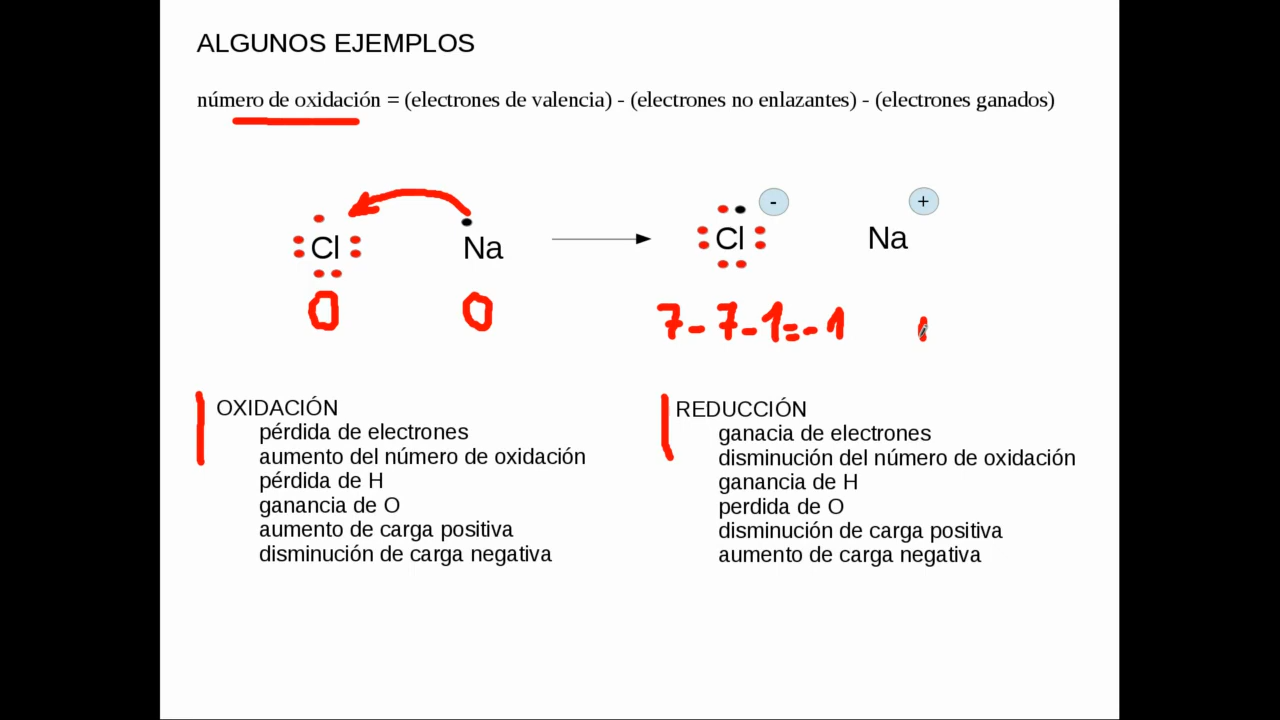 ALGUNOS EJEMPLOS
número de oxidación = (electrones de valencia) - (electrones no enlazantes) - (electrones ganados)
Cl Na Cl - Na +
0 0 7-7-1=-1
OXIDACIÓN
pérdida de electrones
aumento del número de oxidación
pérdida de H
ganancia de O
aumento de carga positiva
disminución de carga negativa
REDUCCIÓN
ganacia de electrones
disminución del número de oxidación
ganancia de H
perdida de O
disminución de carga positiva
aumento de carga negativa